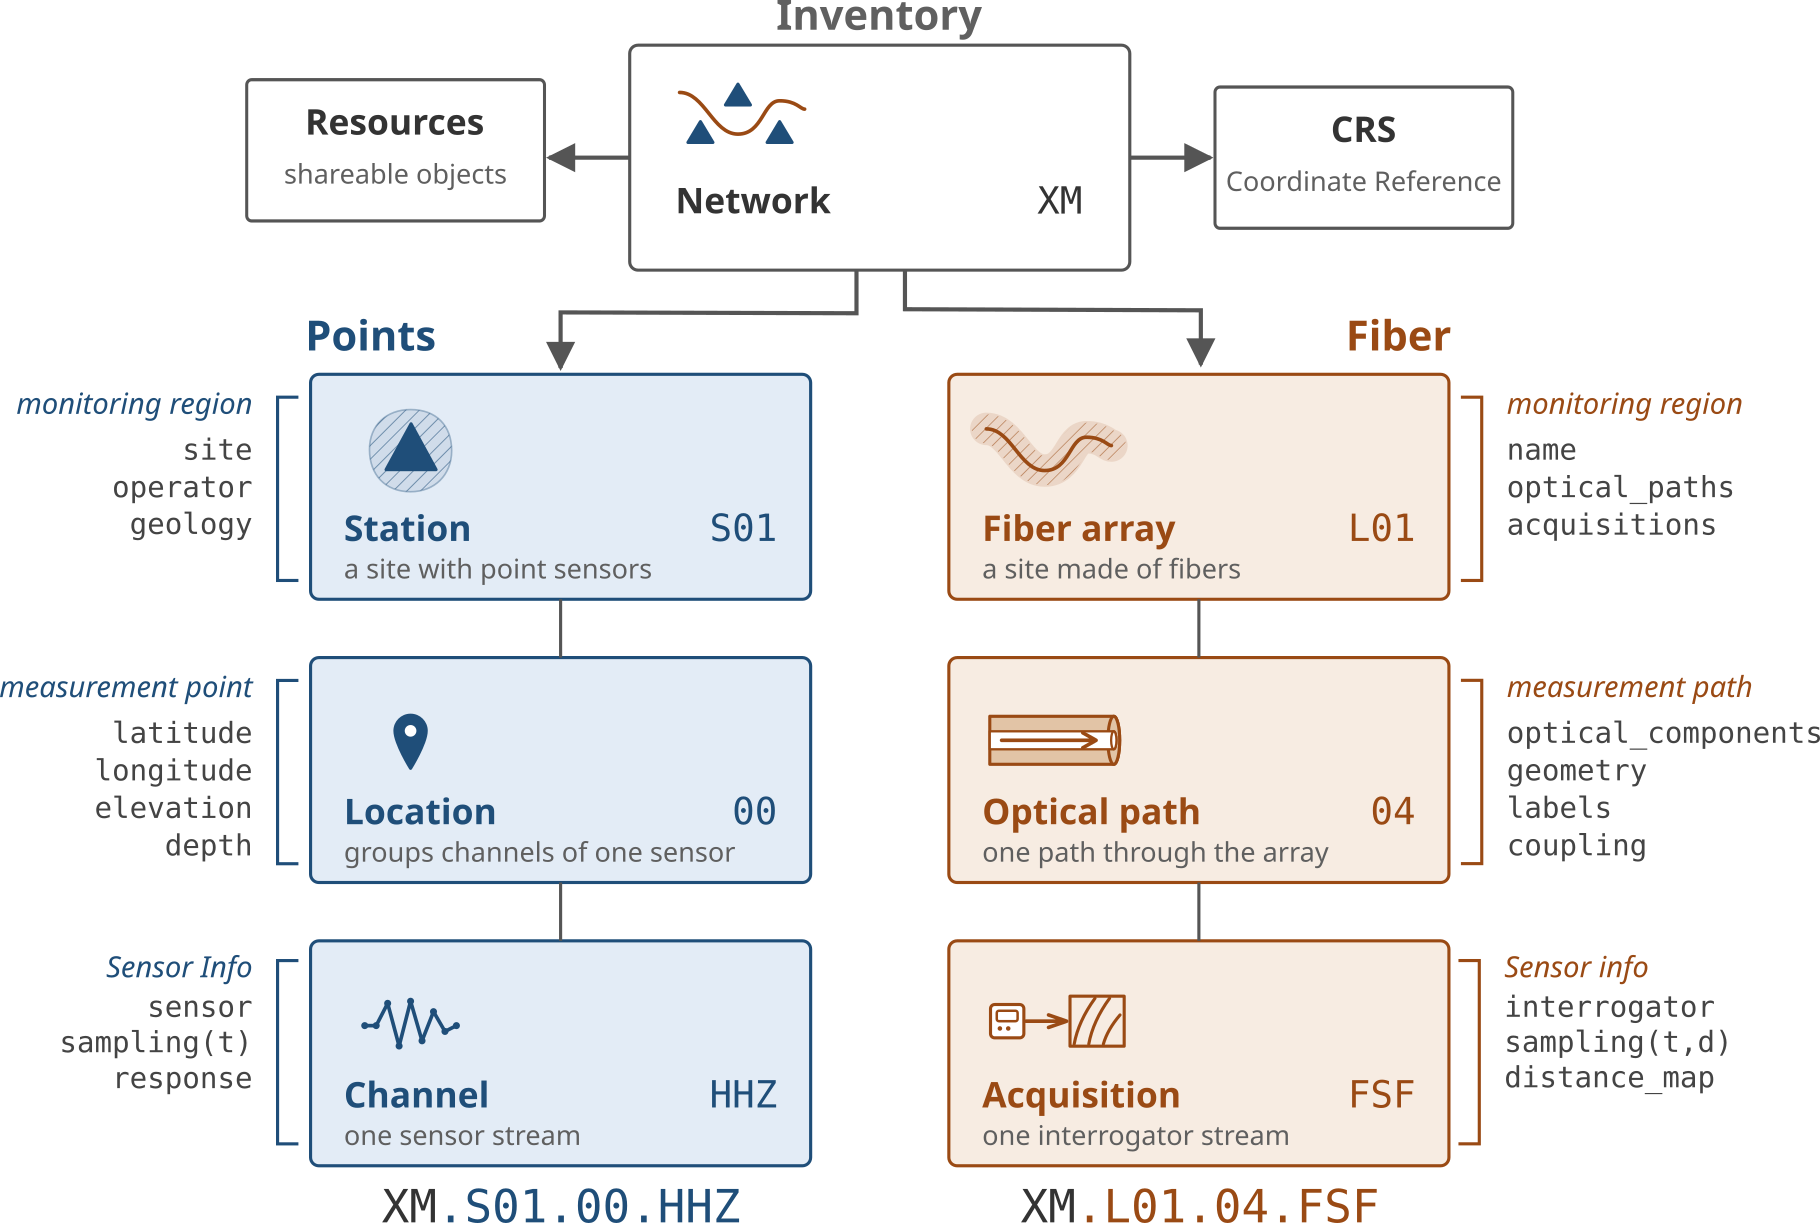 Inventory
Resources
shareable objects
Network XM
CRS
Coordinate Reference
Points
monitoring region
site
operator
geology
Station S01
a site with point sensors
measurement point
latitude
longitude
elevation
depth
Location 00
groups channels of one sensor
Sensor Info
sensor
sampling(t)
response
Channel HHZ
one sensor stream
XM.S01.00.HHZ
Fiber
Fiber array L01
a site made of fibers
monitoring region
name
optical_paths
acquisitions
Optical path 04
one path through the array
measurement path
optical_components
geometry
labels
coupling
Acquisition FSF
one interrogator stream
Sensor info
interrogator
sampling(t,d)
distance_map
XM.L01.04.FSF